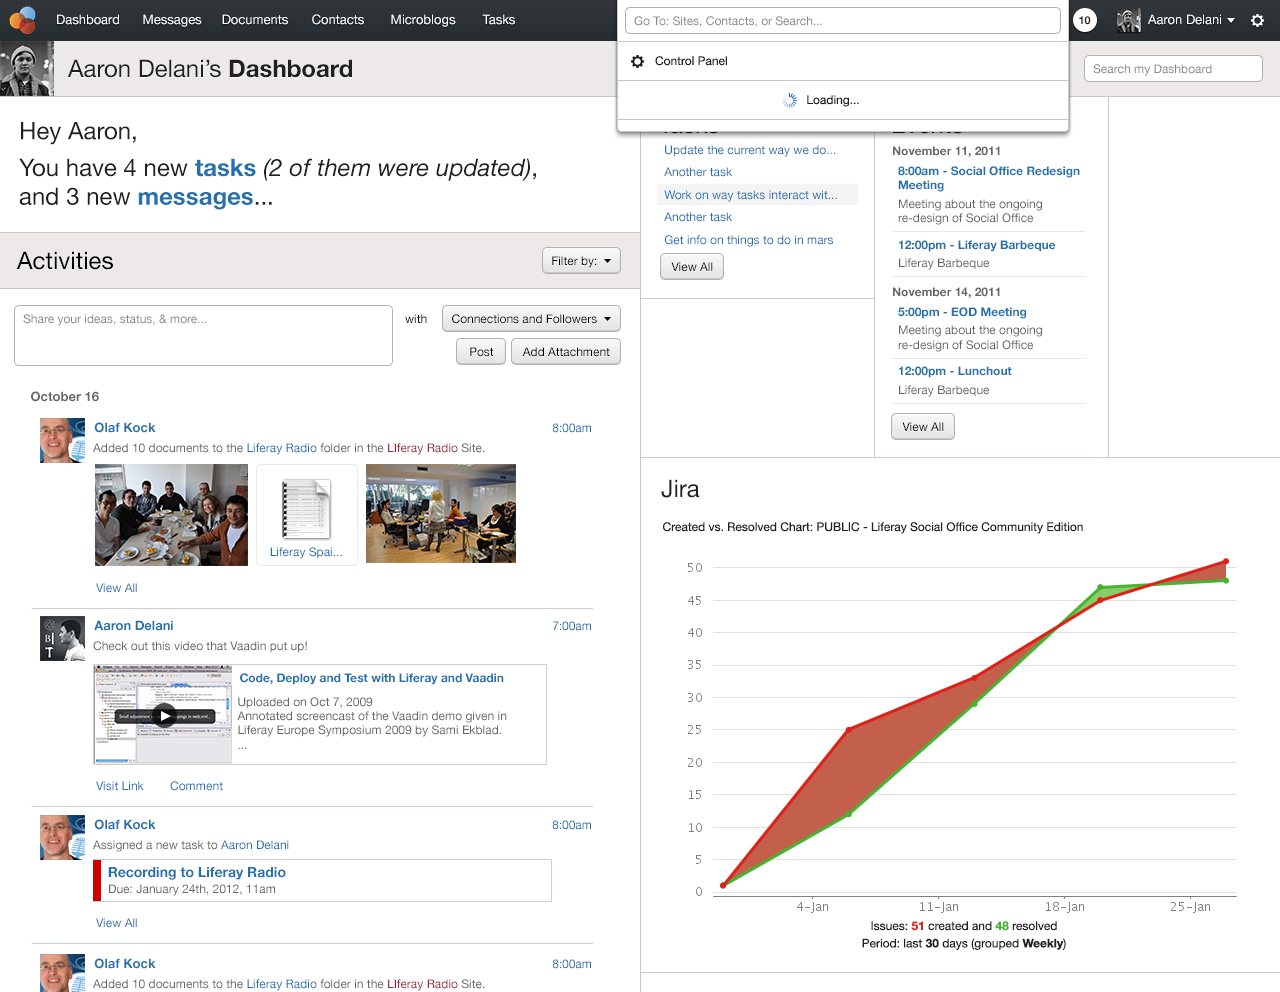 Dashboard Messages Documents Contacts Microblogs Tasks
Go To: Sites, Contacts, or Search...
10 Aaron Delani
Control Panel
Loading...
Aaron Delani's Dashboard
Search my Dashboard
Hey Aaron,
You have 4 new tasks (2 of them were updated),
and 3 new messages...
Activities
Filter by:
Share your ideas, status, & more...
with
Connections and Followers
Post
Add Attachment
October 16
Olaf Kock 8:00am
Added 10 documents to the Liferay Radio folder in the LIferay Radio Site.
Liferay Spai...
View All
Aaron Delani 7:00am
Check out this video that Vaadin put up!
Code, Deploy and Test with Liferay and Vaadin
Uploaded on Oct 7, 2009
Annotated screencast of the Vaadin demo given in
Liferay Europe Symposium 2009 by Sami Ekblad.
...
Visit Link Comment
Olaf Kock 8:00am
Assigned a new task to Aaron Delani
Recording to Liferay Radio
Due: January 24th, 2012, 11am
View All
Olaf Kock 8:00am
Added 10 documents to the Liferay Radio folder in the LIferay Radio Site.
Tasks
Update the current way we do...
Another task
Work on way tasks interact wit...
Another task
Get info on things to do in mars
View All
Events
November 11, 2011
8:00am - Social Office Redesign
Meeting
Meeting about the ongoing
re-design of Social Office
12:00pm - Liferay Barbeque
Liferay Barbeque
November 14, 2011
5:00pm - EOD Meeting
Meeting about the ongoing
re-design of Social Office
12:00pm - Lunchout
Liferay Barbeque
View All
Jira
Created vs. Resolved Chart: PUBLIC - Liferay Social Office Community Edition
50
45
40
35
30
25
20
15
10
5
0
4-Jan 11-Jan 18-Jan 25-Jan
Issues: 51 created and 48 resolved
Period: last 30 days (grouped Weekly)